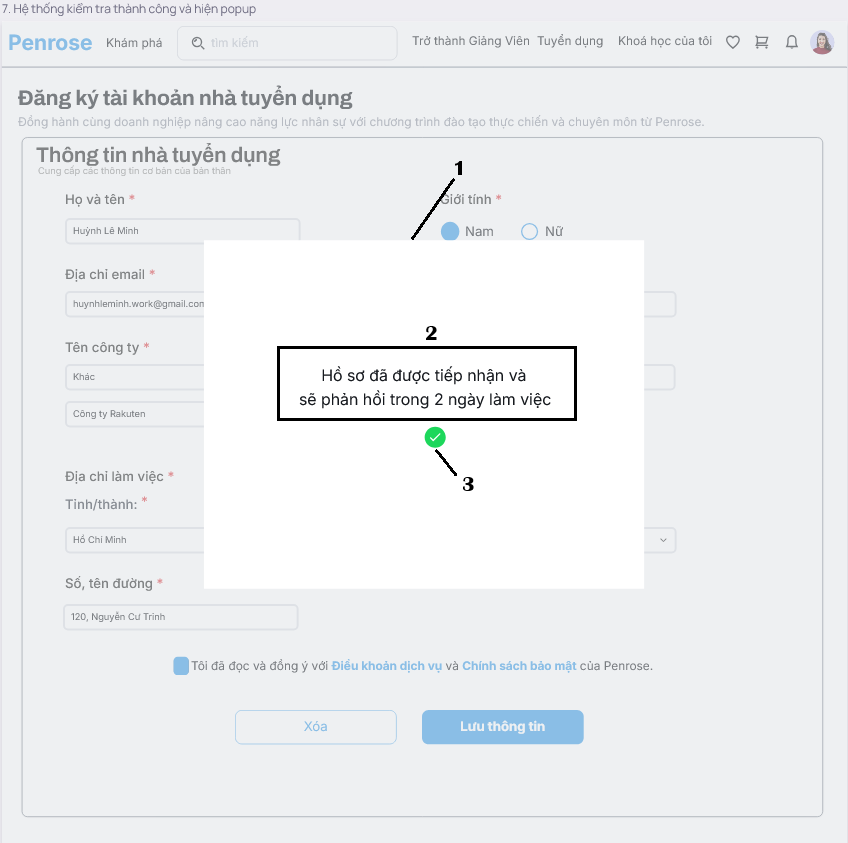 7. Hệ thống kiểm tra thành công và hiện popup
Penrose Khám phá tìm kiếm Trở thành Giảng Viên Tuyển dụng Khoá học của tôi
Đăng ký tài khoản nhà tuyển dụng
Đồng hành cùng doanh nghiệp nâng cao năng lực nhân sự với chương trình đào tạo thực chiến và chuyên môn từ Penrose.
Thông tin nhà tuyển dụng
Cung cấp các thông tin cơ bản của bản thân
1
Họ và tên * Giới tính *
Huỳnh Lê Minh Nam Nữ
Địa chỉ email *
huynhleminh.work@gmail.com
2
Tên công ty *
Hồ sơ đã được tiếp nhận và
Khác
sẽ phản hồi trong 2 ngày làm việc
Công ty Rakuten
Địa chỉ làm việc *
3
Tỉnh/thành: *
Hồ Chí Minh
Số, tên đường *
120, Nguyễn Cư Trinh
Tôi đã đọc và đồng ý với Điều khoản dịch vụ và Chính sách bảo mật của Penrose.
Xóa Lưu thông tin